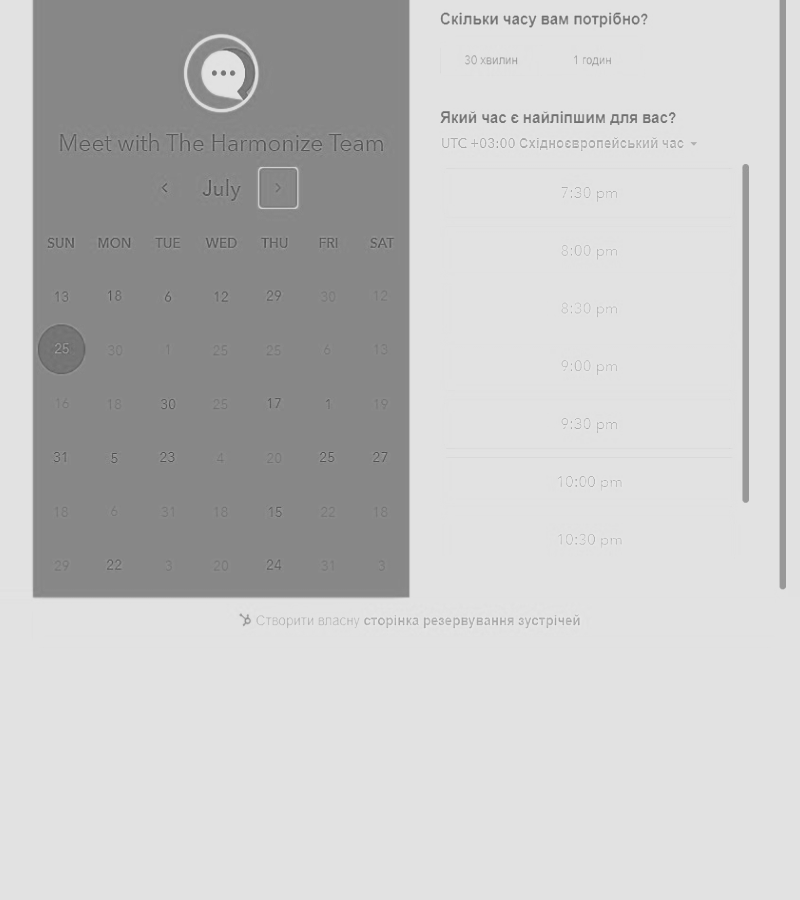 Meet with The Harmonize Team
July
SUN MON TUE WED THU FRI SAT
13 18 6 12 29 30 12
25 30 1 25 25 6 13
16 18 30 25 17 1 19
31 5 23 4 20 25 27
18 6 31 18 15 22 18
29 22 3 20 24 31 3
Скільки часу вам потрібно?
30 хвилин 1 годин
Який час є найліпшим для вас?
UTC +03:00 Східноєвропейський час
7:30 pm
8:00 pm
8:30 pm
9:00 pm
9:30 pm
10:00 pm
10:30 pm
Створити власну сторінка резервування зустрічей